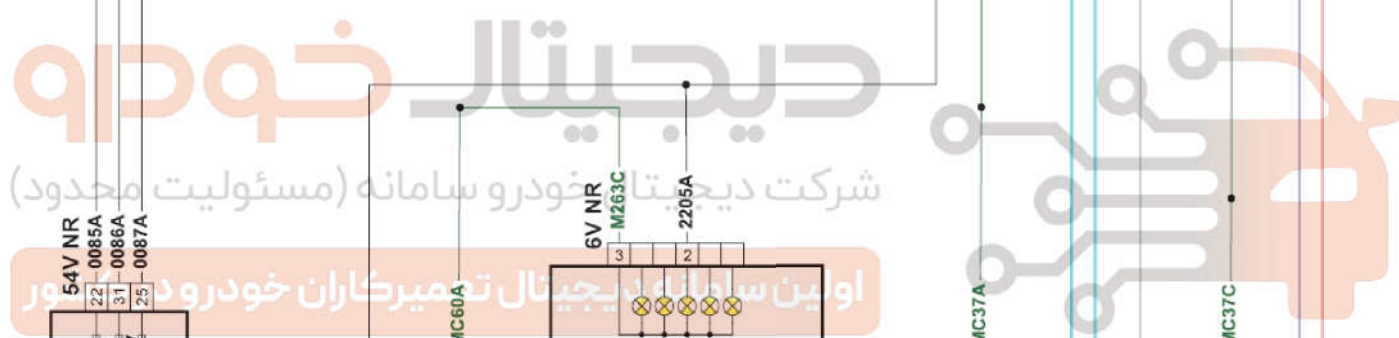 دیجیتال خودرو
شرکت دیجیتال خودرو سامانه (مسئولیت محدود)
اولین سامانه دیجیتال تعمیرکاران خودرو در کشور
54V NR
0085A
0086A
0087A
22
31
25
MC60A
6V NR
M263C
2205A
3
2
MC37A
MC37C